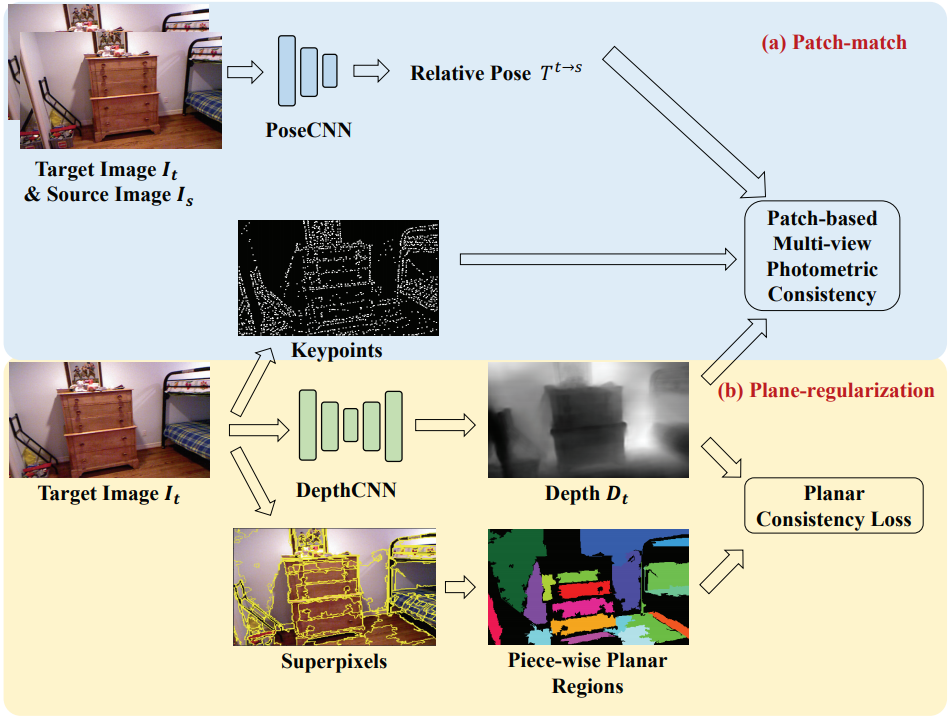 (a) Patch-match
Relative Pose T^{t→s}
PoseCNN
Target Image I_t
& Source Image I_s
Patch-based
Multi-view
Photometric
Consistency
Keypoints
(b) Plane-regularization
Target Image I_t
DepthCNN
Depth D_t
Planar
Consistency Loss
Superpixels
Piece-wise Planar
Regions